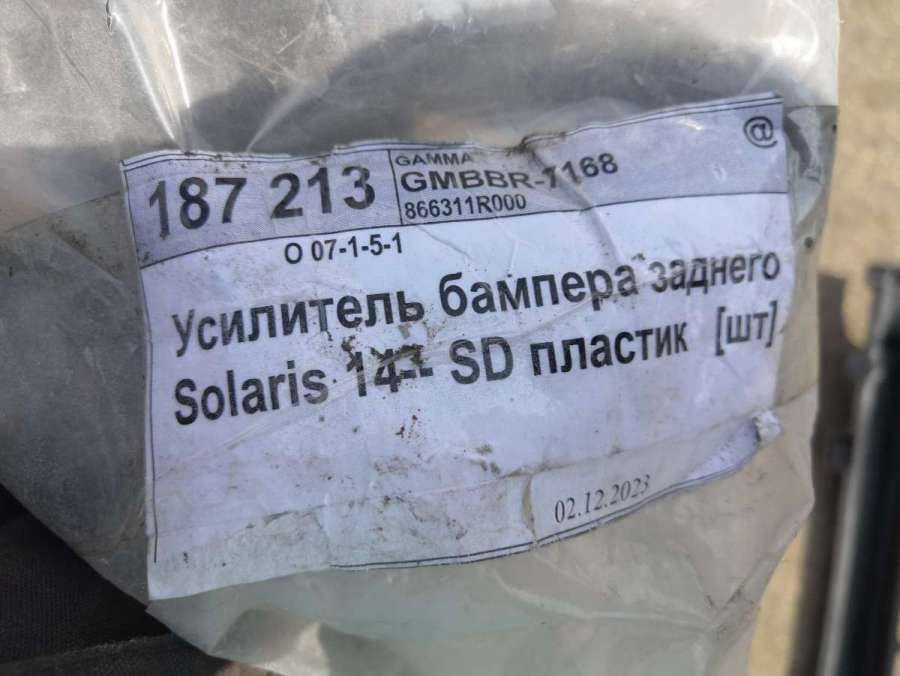 187 213
GAMMA
GMBBR-1168
866311R000
@
О 07-1-5-1
Усилитель бампера заднего
Solaris 14-- SD пластик [шт]
02.12.2023